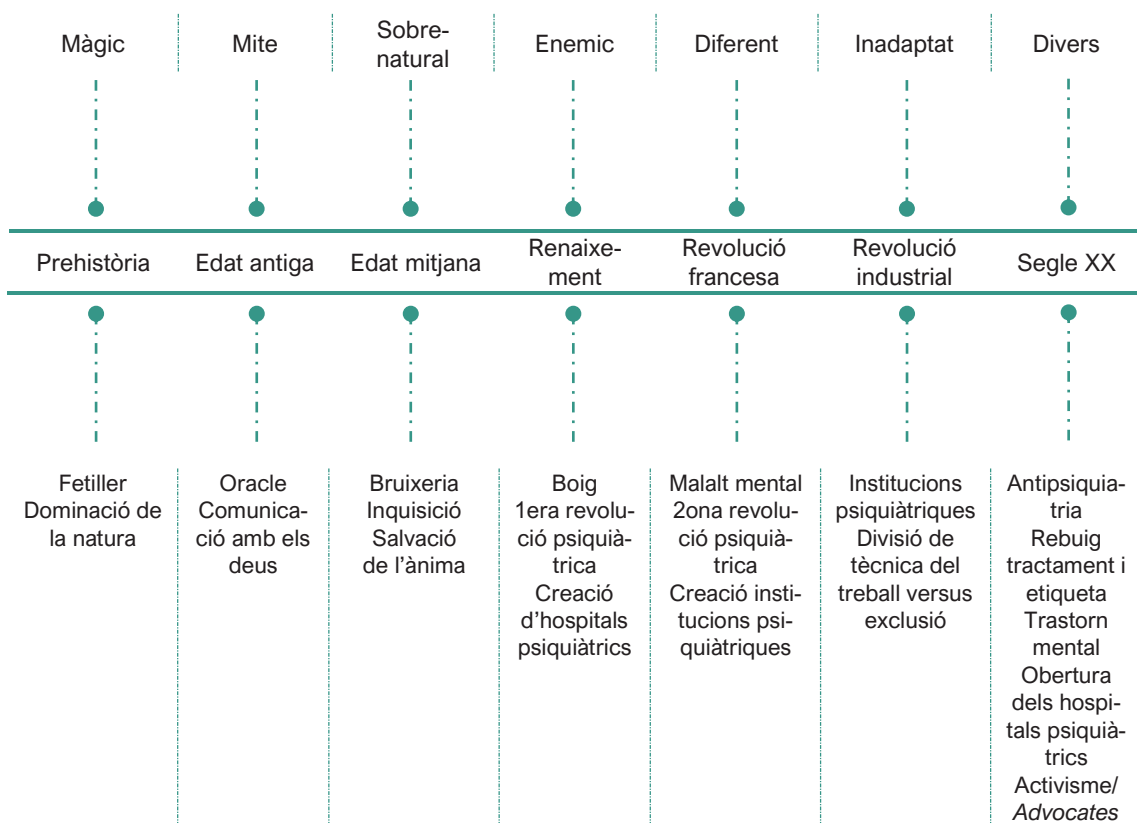 Màgic
Mite
Sobre-
natural
Enemic
Diferent
Inadaptat
Divers
Prehistòria
Edat antiga
Edat mitjana
Renaixe-
ment
Revolució
francesa
Revolució
industrial
Segle XX
Fetiller
Dominació de
la natura
Oracle
Comunica-
ció amb els
deus
Bruixeria
Inquisició
Salvació
de l'ànima
Boig
1era revolu-
ció psiquià-
trica
Creació
d'hospitals
psiquiàtrics
Malalt mental
2ona revolu-
ció psiquià-
trica
Creació insti-
tucions psi-
quiàtriques
Institucions
psiquiàtriques
Divisió de
tècnica del
treball versus
exclusió
Antipsiquia-
tria
Rebuig
tractament i
etiqueta
Trastorn
mental
Obertura
dels hospi-
tals psiquià-
trics
Activisme/
Advocates